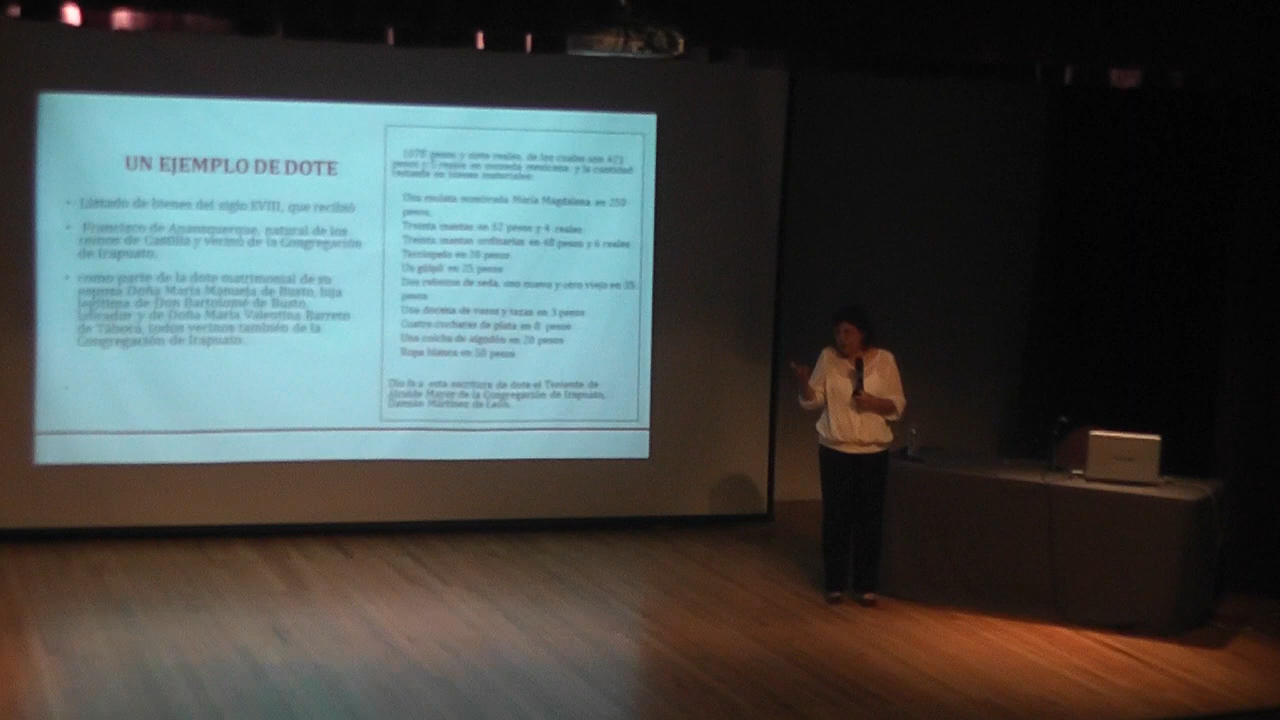 UN EJEMPLO DE DOTE
Listado de bienes del siglo XVIII, que recibió
Francisco de natural de los
reinos de Castilla y vecino de la Congregación
de Irapuato,
como parte de la dote matrimonial de su
esposa Doña María Manuela de Busto, hija
legítima de Don Bartolomé de Busto,
labrador y de Doña María Valentina Barreto
de Tábora, todos vecinos también de la
Congregación de Irapuato.
pesos y siete reales, de los cuales son 421
pesos y reales en moneda mexicana y la cantidad
restante en bienes materiales:
Una mulata nombrada María Magdalena en 250
pesos,
Treinta mantas en 52 pesos y 4 reales
Treinta mantas ordinarias en 48 pesos y 6 reales
Terciopelo en 20 pesos
Un en 25 pesos
Dos rebozos de seda, uno nuevo y otro viejo en 35
pesos
Una docena de vasos y tazas en 3 pesos
Cuatro cucharas de plata en 8 pesos
Una colcha de algodón en 20 pesos
Ropa blanca en 50 pesos
Dio fe a esta escritura de dote el Teniente de
Alcalde Mayor de la Congregación de Irapuato,
Damián Martínez de León.